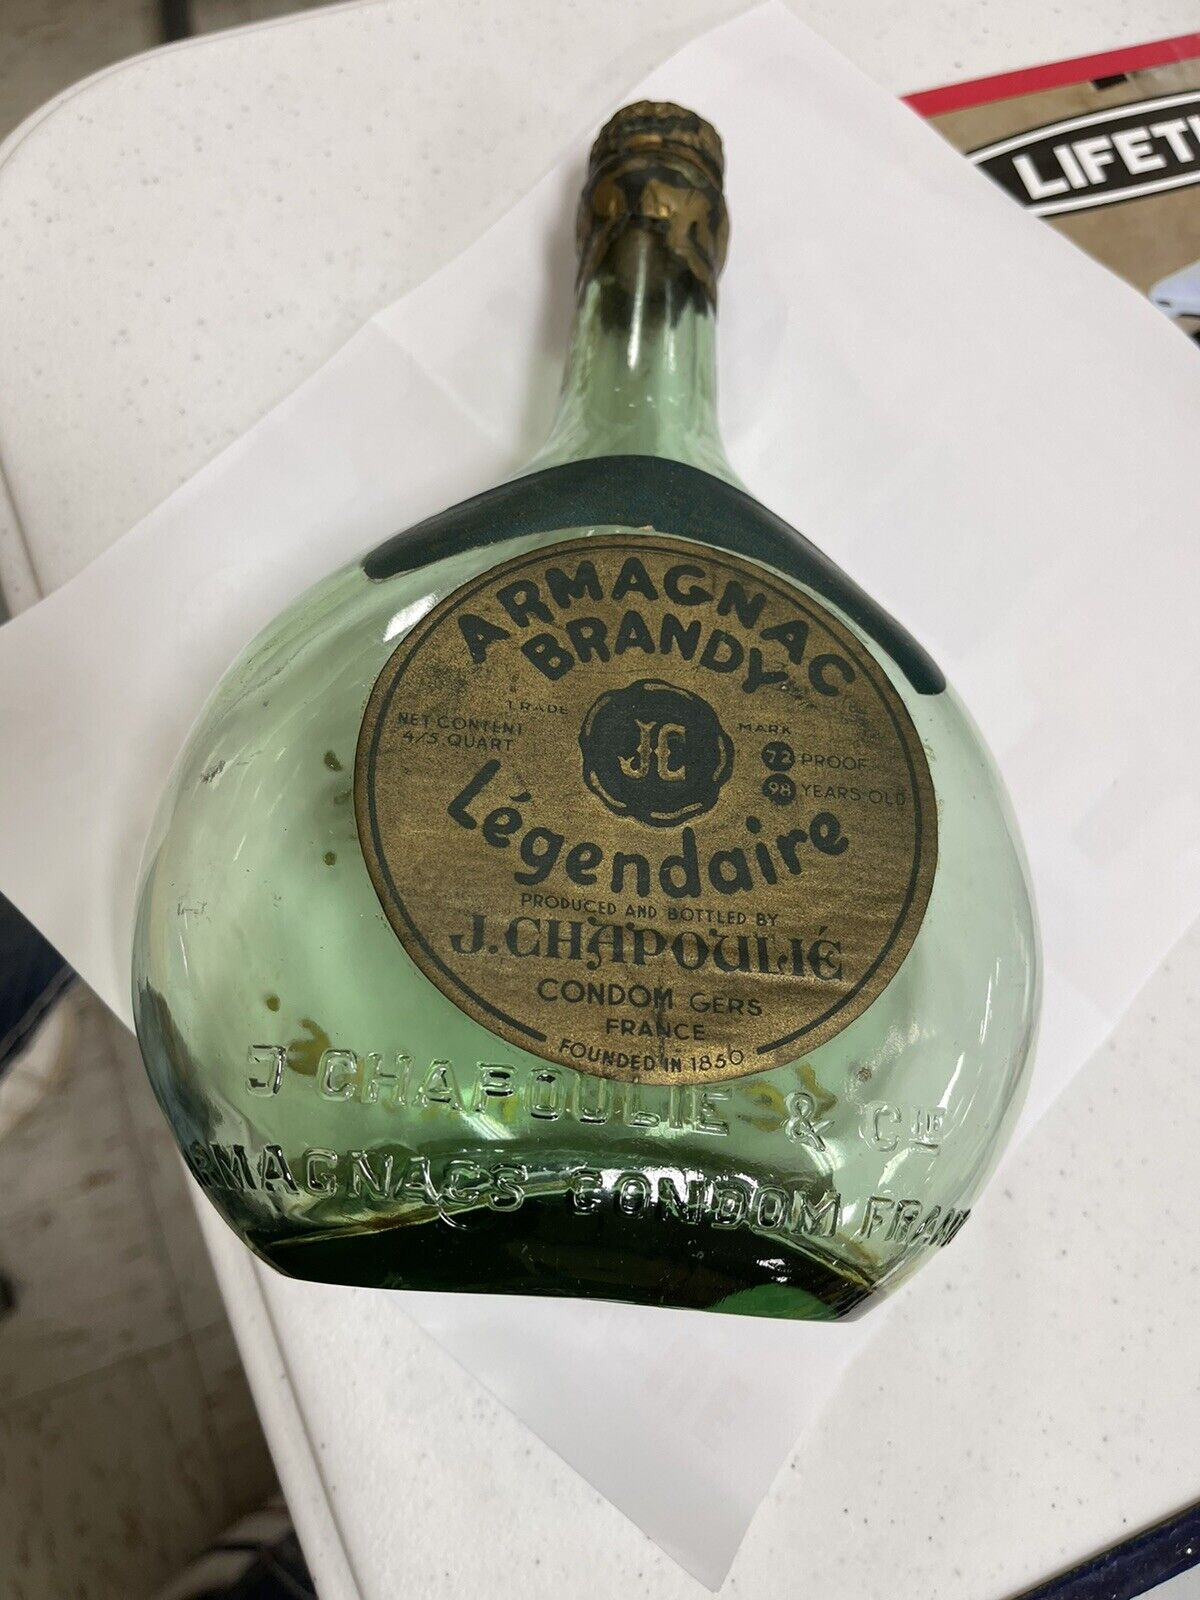 LIFETI
ARMAGNAC
BRANDY
TRADE MARK
NET CONTENT
4/5 QUART
JC
72 PROOF
98 YEARS OLD
Légendaire
PRODUCED AND BOTTLED BY
J. CHAPOULIÉ
CONDOM GERS
FRANCE
FOUNDED IN 1850
J CHAPOULIE & CIE
ARMAGNACS CONDOM FRAN